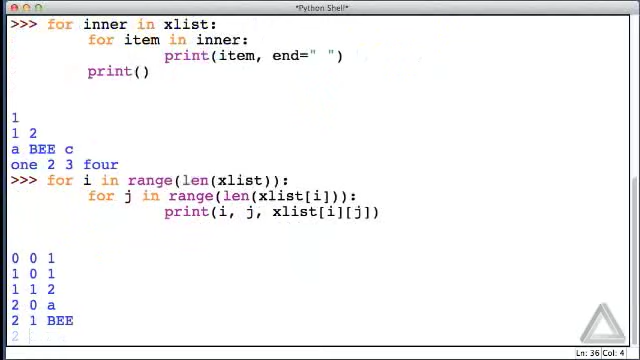 *Python Shell*
>>> for inner in xlist:
        for item in inner:
                print(item, end=" ")
        print()
1
1 2
a BEE c
one 2 3 four
>>> for i in range(len(xlist)):
        for j in range(len(xlist[i])):
                print(i, j, xlist[i][j])
0 0 1
1 0 1
1 1 2
2 0 a
2 1 BEE
2
Ln: 36 Col: 4